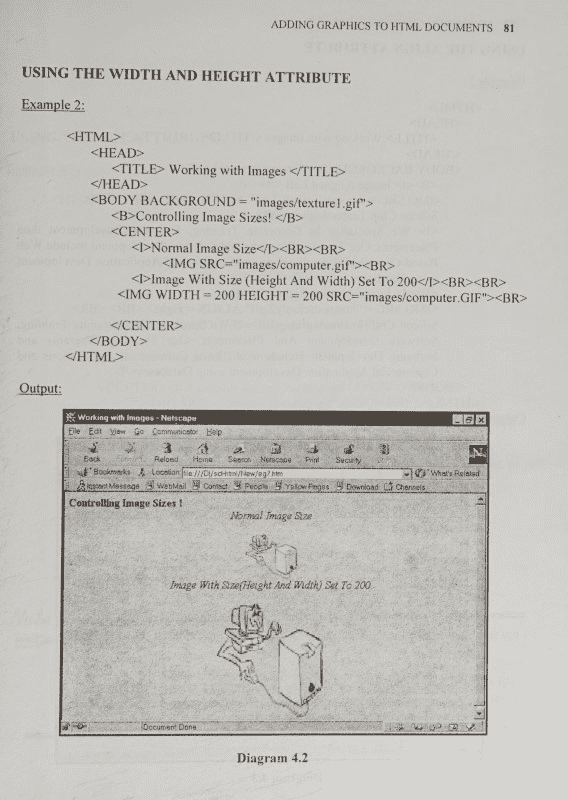 ADDING GRAPHICS TO HTML DOCUMENTS 81
USING THE WIDTH AND HEIGHT ATTRIBUTE
Example 2:
<HTML>
<HEAD>
<TITLE> Working with Images </TITLE>
</HEAD>
<BODY BACKGROUND = "images/texture1.gif">
<B>Controlling Image Sizes! </B>
<CENTER>
<I>Normal Image Size</I><BR><BR>
<IMG SRC="images/computer.gif"><BR>
<I>Image With Size (Height And Width) Set To 200</I><BR><BR>
<IMG WIDTH = 200 HEIGHT = 200 SRC="images/computer.GIF"><BR>
</CENTER>
</BODY>
</HTML>
Output:
Working with Images - Netscape
File Edit View Go Communicator Help
Back Reload Home Search Netscape Print Security
Bookmarks Location: What's Related
Instant Message WebMail Contact People Yellow Pages Download Channels
Controlling Image Sizes !
Normal Image Size
Image With Size(Height And Width) Set To 200
Document Done
Diagram 4.2